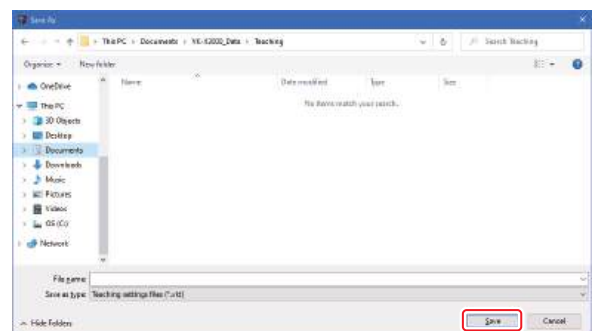 Save As
This PC › Documents › VK-X3000_Data › Teaching
Search Teaching
Organize New folder
Name Date modified Type Size
No items match your search.
OneDrive
This PC
3D Objects
Desktop
Documents
Downloads
Music
Pictures
Videos
OS (C:)
Network
File name:
Save as type: Teaching settings files
Hide Folders
Save Cancel